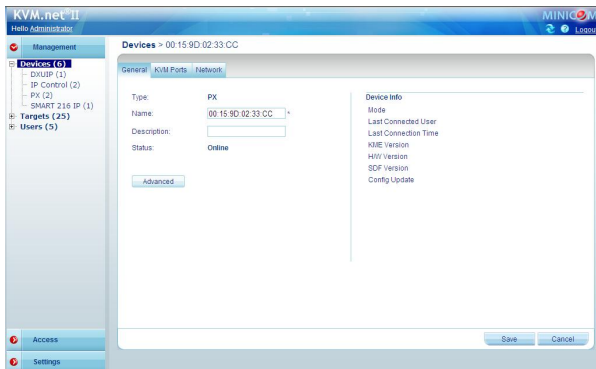 KVM.net®II
MINICOM
Hello Administrator
Logou
Management
Devices > 00:15:9D:02:33:CC
Devices (6)
DXUIP (1)
IP Control (2)
PX (2)
SMART 216 IP (1)
Targets (25)
Users (5)
General KVM Ports Network
Type: PX
Name: 00:15:9D:02:33:CC *
Description:
Status: Online
Advanced
Device Info
Mode
Last Connected User
Last Connection Time
KME Version
H/W Version
SDF Version
Config Update
Access
Save Cancel
Settings